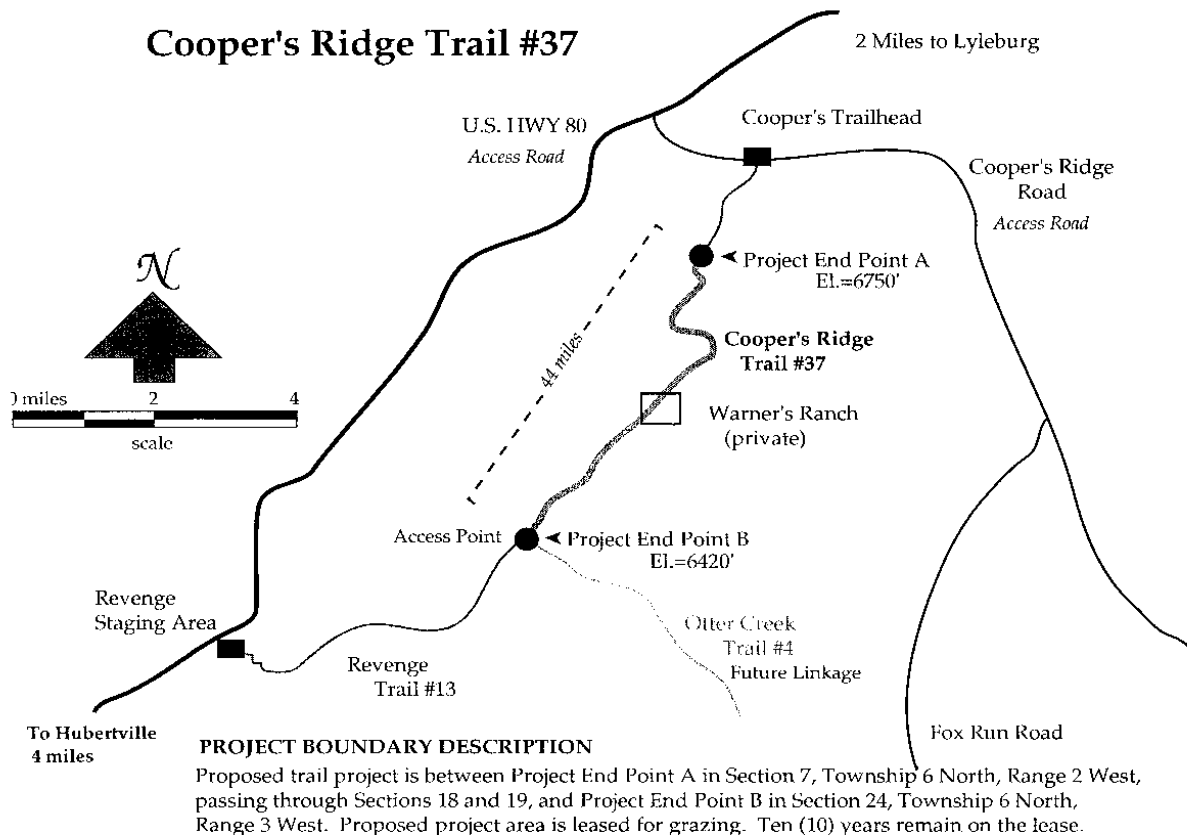 Cooper's Ridge Trail #37
2 Miles to Lyleburg
U.S. HWY 80
Access Road
Cooper's Trailhead
Cooper's Ridge
Road
Access Road
N
Project End Point A
El.=6750'
44 miles
Cooper's Ridge
Trail #37
0 miles 2 4
scale
Warner's Ranch
(private)
Access Point
Project End Point B
El.=6420'
Revenge
Staging Area
Otter Creek
Trail #4
Future Linkage
Revenge
Trail #13
To Hubertville
4 miles
Fox Run Road
PROJECT BOUNDARY DESCRIPTION
Proposed trail project is between Project End Point A in Section 7, Township 6 North, Range 2 West,
passing through Sections 18 and 19, and Project End Point B in Section 24, Township 6 North,
Range 3 West. Proposed project area is leased for grazing. Ten (10) years remain on the lease.